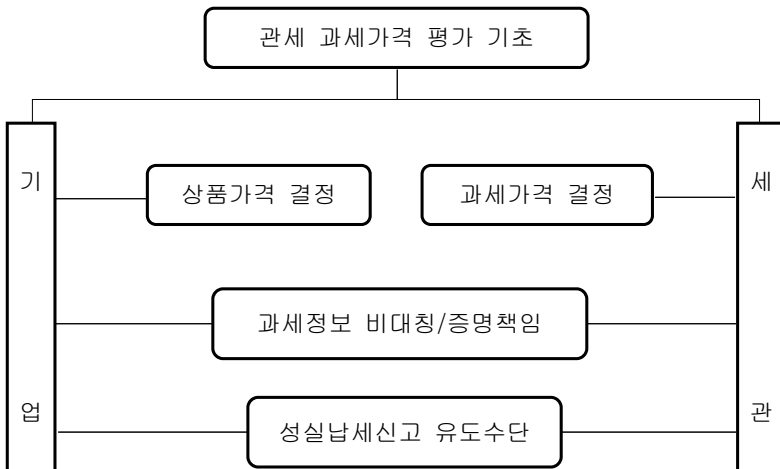 관세 과세가격 평가 기초
기
세
상품가격 결정
과세가격 결정
과세정보 비대칭/증명책임
업
관
성실납세신고 유도수단